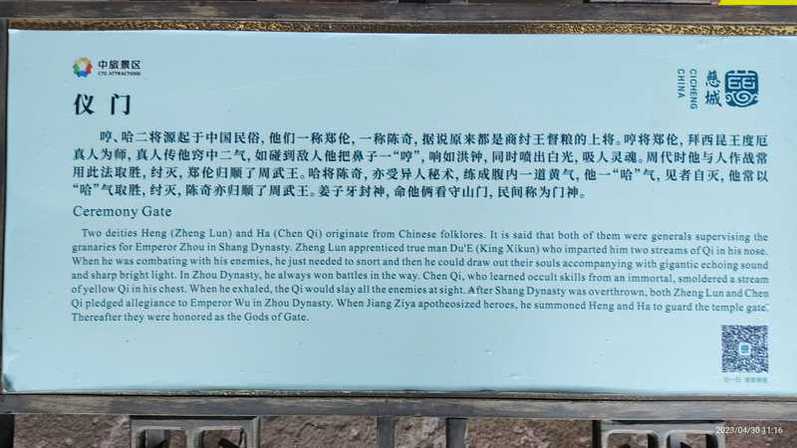 中旅景区
CTG ATTRACTIONS
慈城
CICHENG
CHINA
仪门
哼、哈二将源起于中国民俗，他们一称郑伦，一称陈奇，据说原来都是商纣王督粮的上将。哼将郑伦，拜西昆王度厄
真人为师，真人传他窍中二气，如碰到敌人他把鼻子一“哼”，响如洪钟，同时喷出白光，吸人灵魂。周代时他与人作战常
用此法取胜，纣灭，郑伦归顺了周武王。哈将陈奇，亦受异人秘术，练成腹内一道黄气，他一“哈”气，见者自灭，他常以
“哈”气取胜，纣灭，陈奇亦归顺了周武王。姜子牙封神，命他俩看守山门，民间称为门神。
Ceremony Gate
Two deities Heng (Zheng Lun) and Ha (Chen Qi) originate from Chinese folklores. It is said that both of them were generals supervising the
granaries for Emperor Zhou in Shang Dynasty. Zheng Lun apprenticed true man Du'E (King Xikun) who imparted him two streams of Qi in his nose.
When he was combating with his enemies, he just needed to snort and then he could draw out their souls accompanying with gigantic echoing sound
and sharp bright light. In Zhou Dynasty, he always won battles in the way. Chen Qi, who learned occult skills from an immortal, smoldered a stream
of yellow Qi in his chest. When he exhaled, the Qi would slay all the enemies at sight. After Shang Dynasty was overthrown, both Zheng Lun and Chen
Qi pledged allegiance to Emperor Wu in Zhou Dynasty. When Jiang Ziya apotheosized heroes, he summoned Heng and Ha to guard the temple gate.
Thereafter they were honored as the Gods of Gate.
2023/04/30 11:16